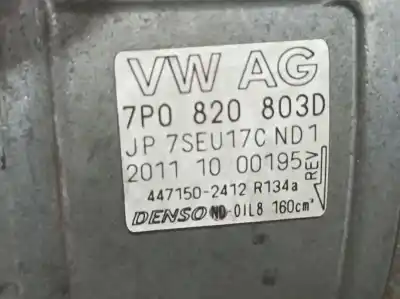 VW AG
7P0 820 803D
JP 7SEU17C ND1
2011 10 00195
REV
447150-2412 R134a
DENSO ND-OIL8 160cm³